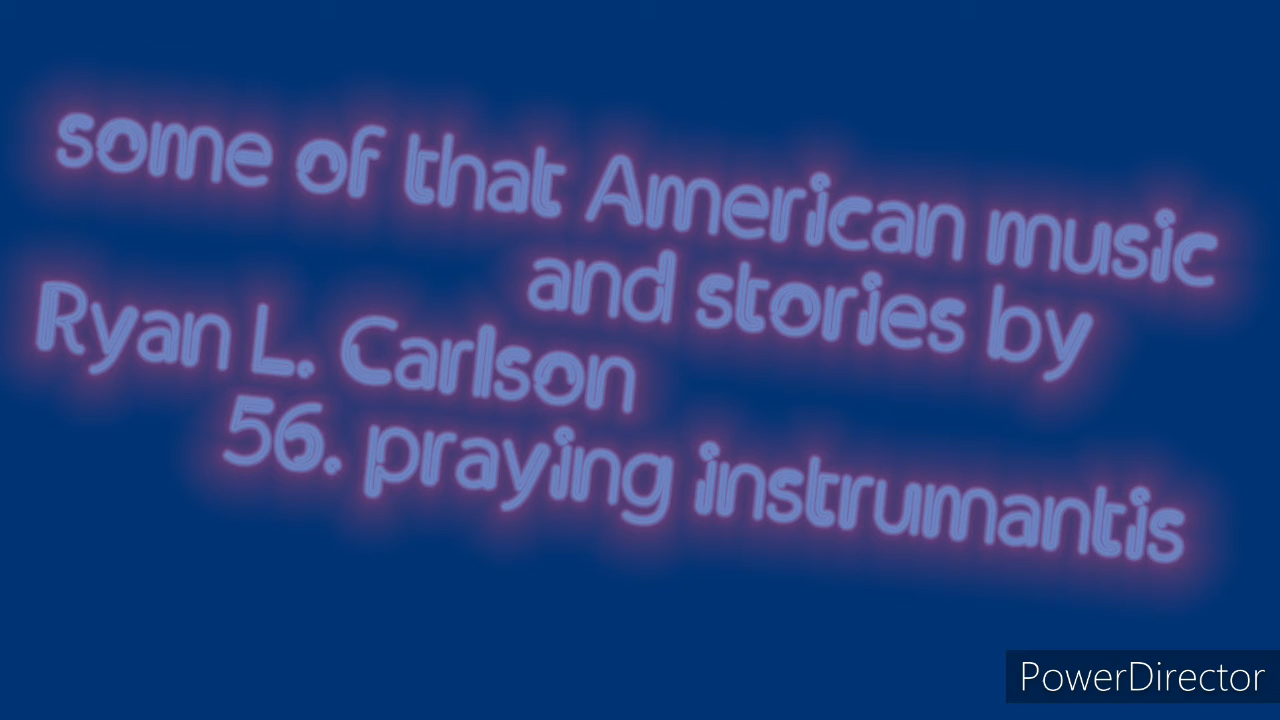 some of that American music
and stories by
Ryan L. Carlson
56. praying instrumantis
PowerDirector